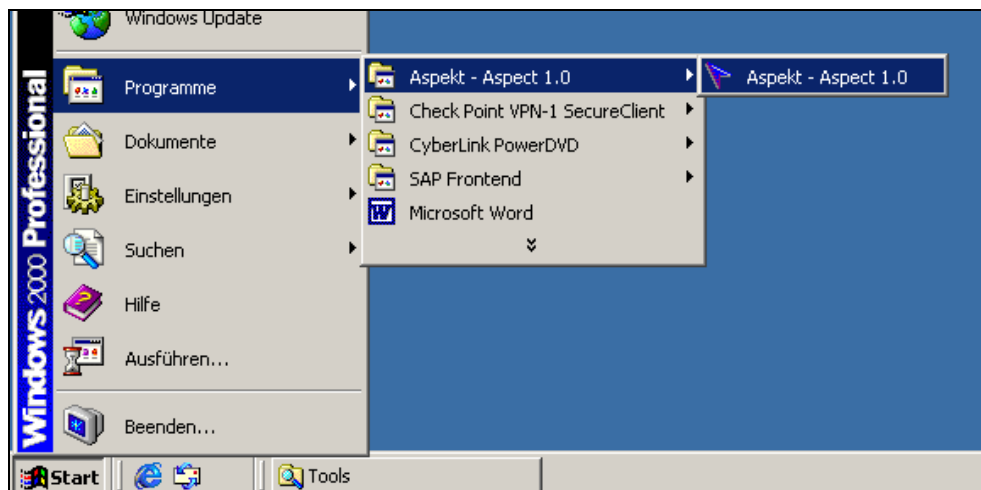 Windows Update
Programme
Dokumente
Einstellungen
Suchen
Hilfe
Ausführen...
Beenden...
Windows 2000 Professional
Aspekt - Aspect 1.0
Check Point VPN-1 SecureClient
CyberLink PowerDVD
SAP Frontend
Microsoft Word
Aspekt - Aspect 1.0
Start
Tools